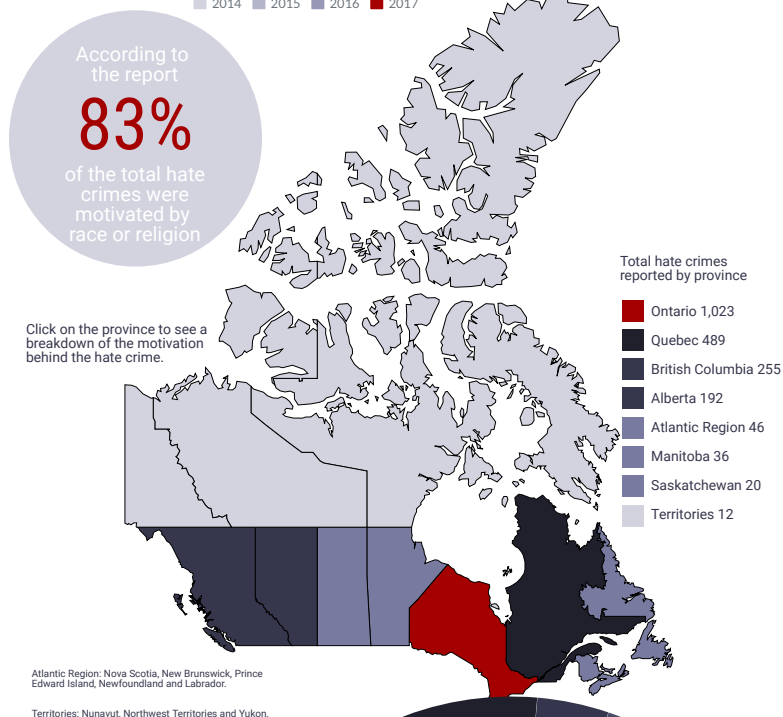 2014 2015 2016 2017
According to
the report
83%
of the total hate
crimes were
motivated by
race or religion
Click on the province to see a
breakdown of the motivation
behind the hate crime.
Total hate crimes
reported by province
Ontario 1,023
Quebec 489
British Columbia 255
Alberta 192
Atlantic Region 46
Manitoba 36
Saskatchewan 20
Territories 12
Atlantic Region: Nova Scotia, New Brunswick, Prince
Edward Island, Newfoundland and Labrador.
Territories: Nunavut, Northwest Territories and Yukon.